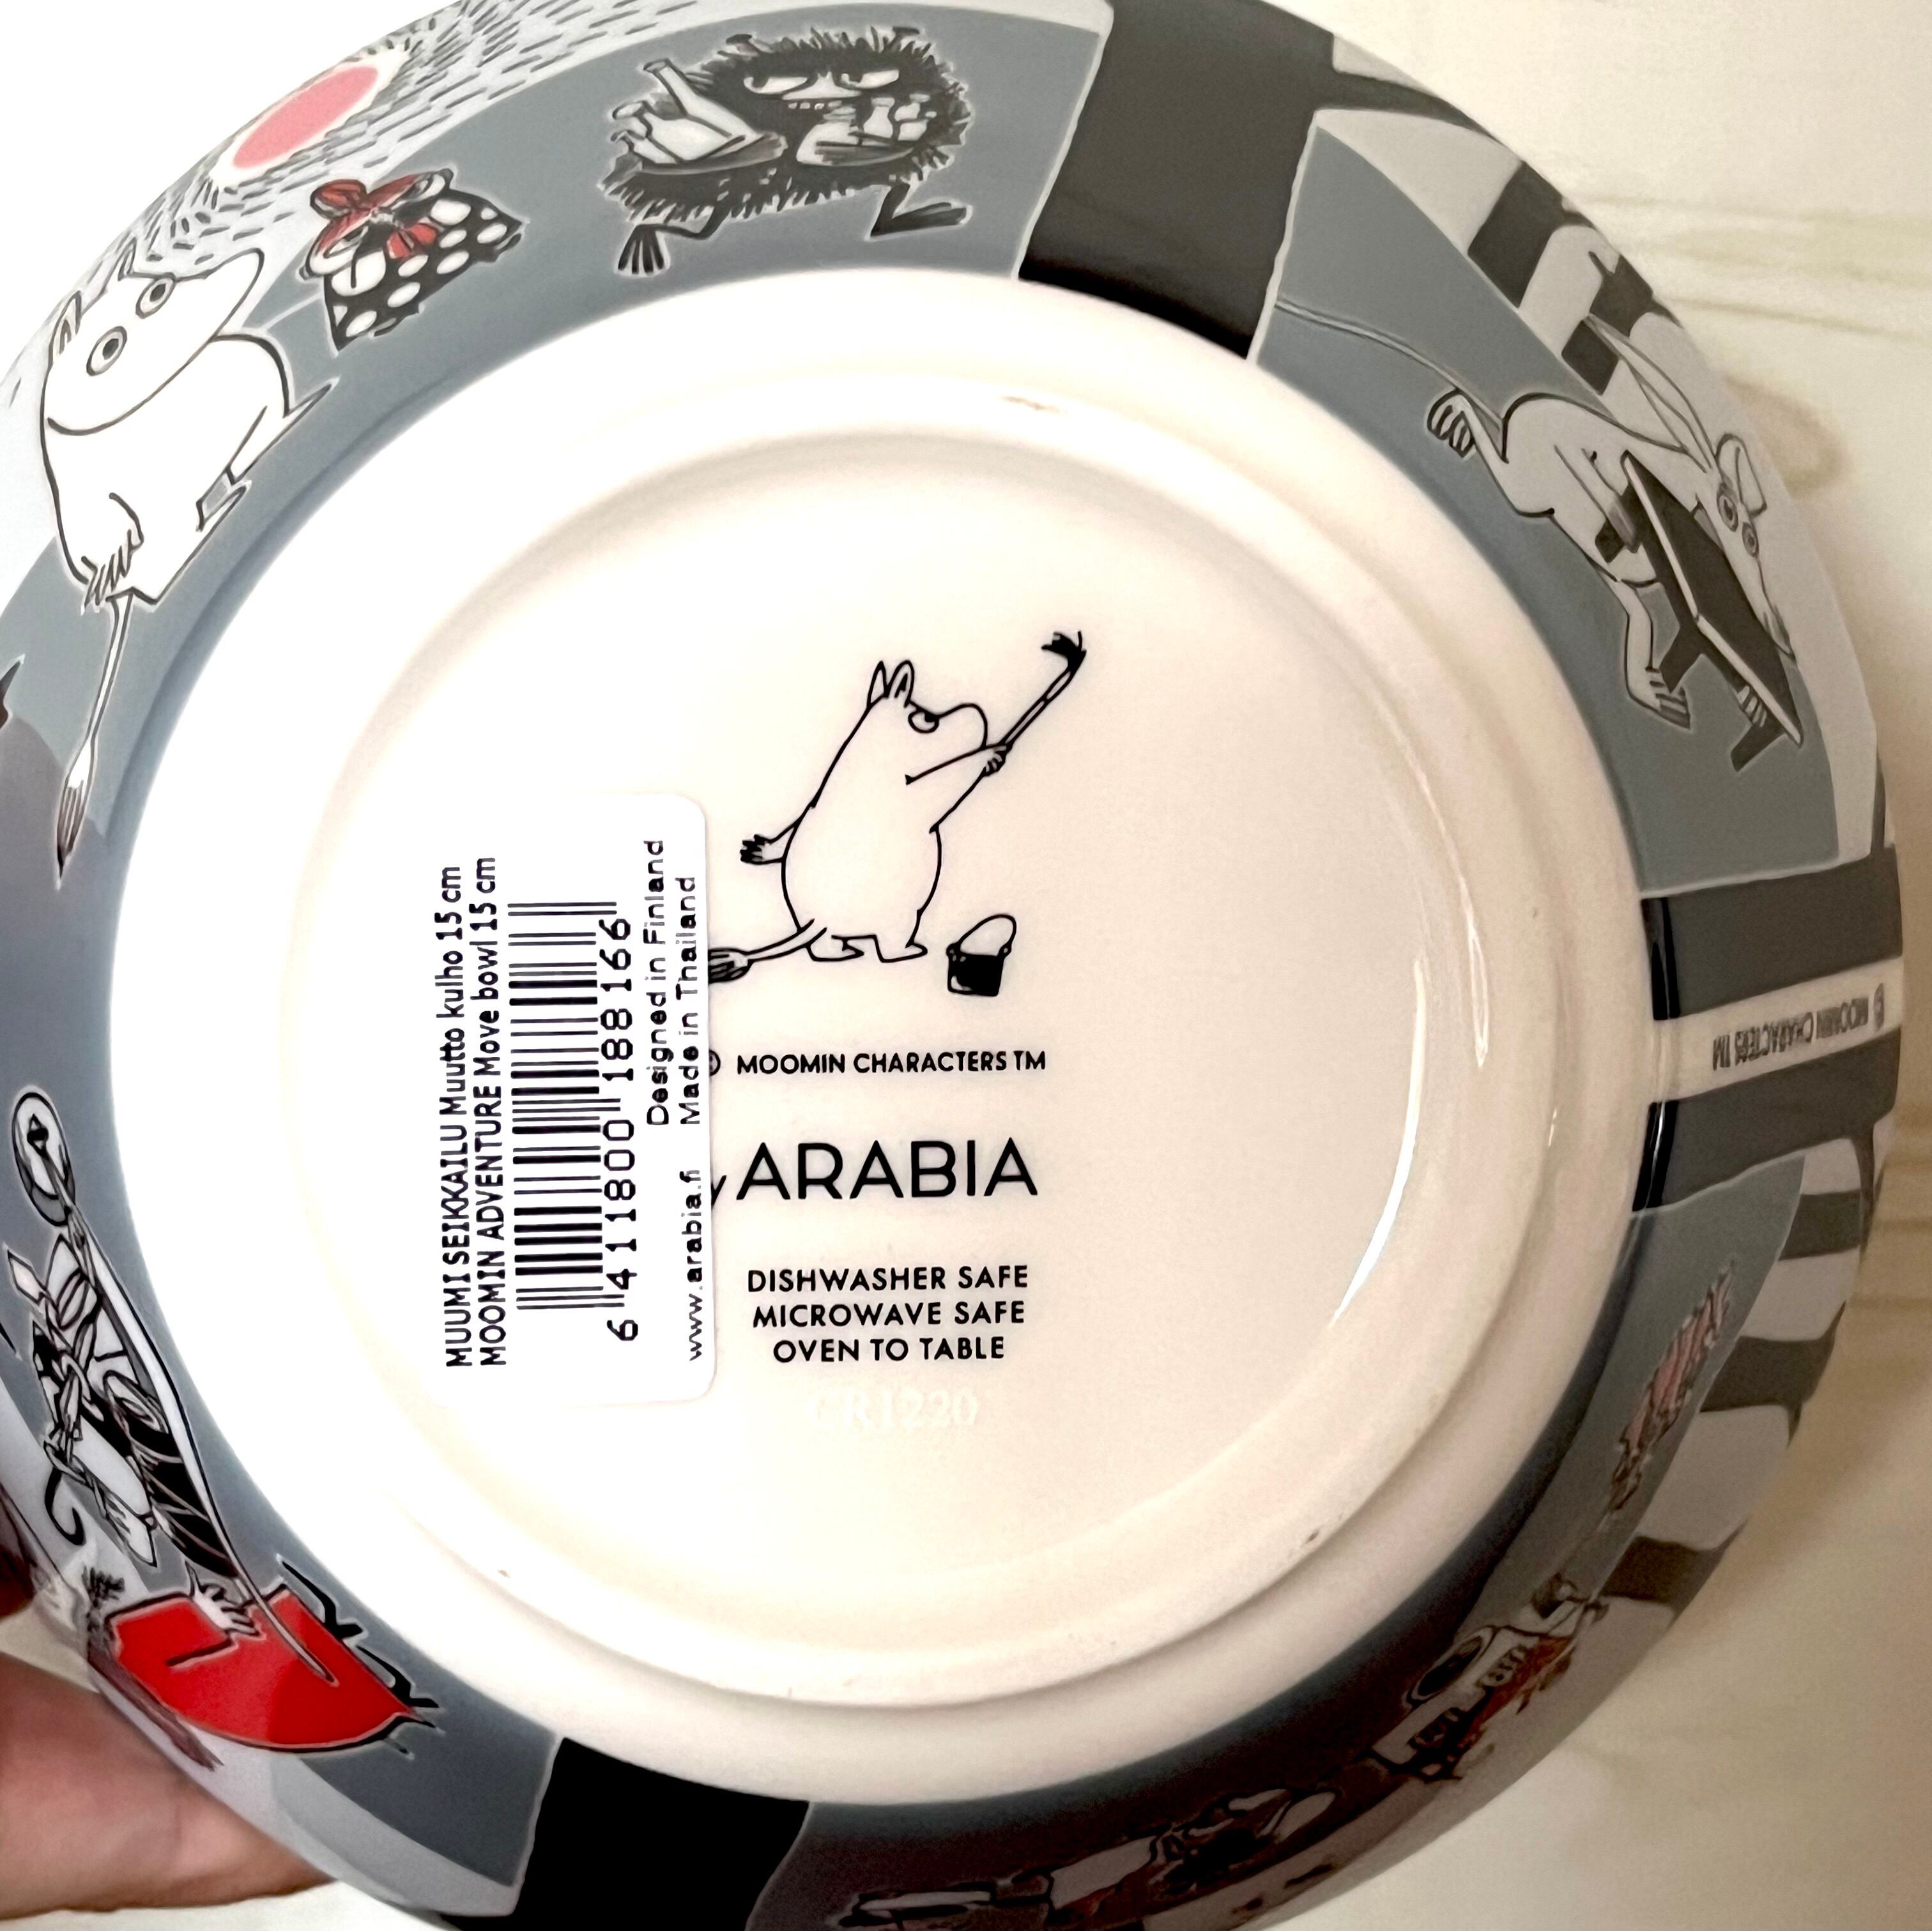 MUUMI SEIKKAILU Muutto kulho 15 cm
MOOMIN ADVENTURE Move bowl 15 cm
6 411800 188166
Designed in Finland
www.arabia.fi Made in Thailand
© MOOMIN CHARACTERS TM
ARABIA
DISHWASHER SAFE
MICROWAVE SAFE
OVEN TO TABLE
© MOOMIN CHARACTERS TM